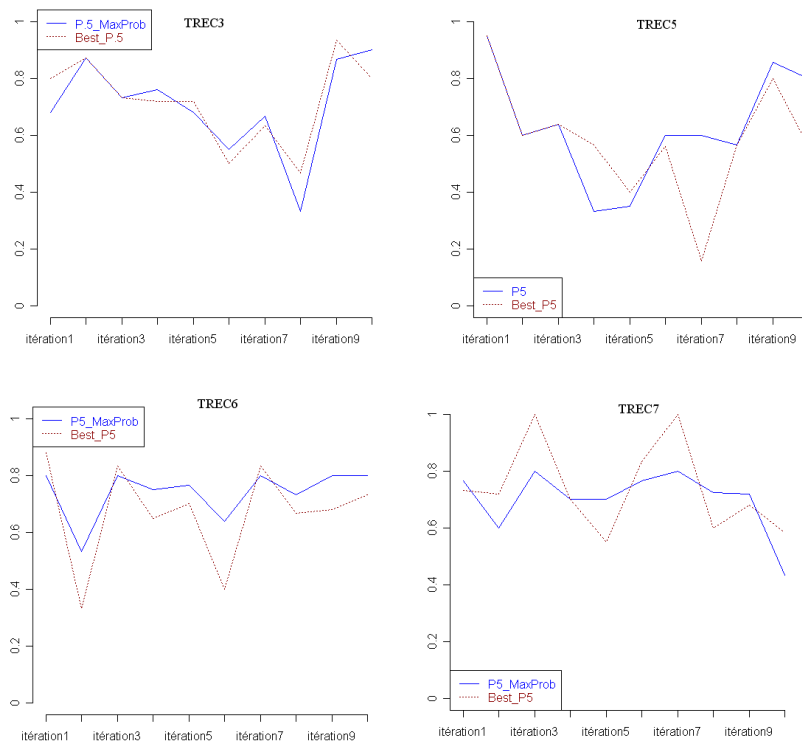 TREC3
P.5_MaxProb
Best_P.5
1
0.8
0.6
0.4
0.2
0
itération1 itération3 itération5 itération7 itération9
TREC5
1
0.8
0.6
0.4
0.2
0
P5
Best_P5
itération1 itération3 itération5 itération7 itération9
TREC6
P5_MaxProb
Best_P5
1
0.8
0.6
0.4
0.2
0
itération1 itération3 itération5 itération7 itération9
TREC7
1
0.8
0.6
0.4
0.2
0
P5_MaxProb
Best_P5
itération1 itération3 itération5 itération7 itération9